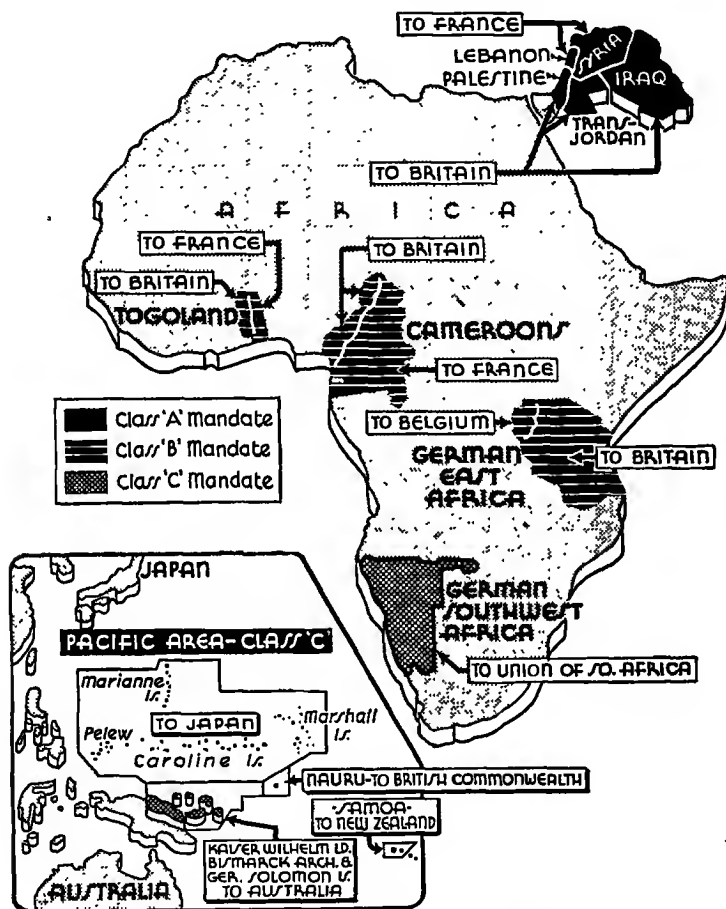 TO FRANCE
LEBANON
PALESTINE
SYRIA
IRAQ
TRANS-
JORDAN
TO BRITAIN
AFRICA
TO FRANCE
TO BRITAIN
TO BRITAIN
TOGOLAND
CAMEROONS
TO FRANCE
Class 'A' Mandate
Class 'B' Mandate
Class 'C' Mandate
TO BELGIUM
GERMAN
EAST
AFRICA
TO BRITAIN
GERMAN
SOUTHWEST
AFRICA
TO UNION OF SO. AFRICA
JAPAN
PACIFIC AREA-CLASS 'C'
Marianne
Is.
TO JAPAN
Marshall
Is.
Pelew
Caroline Is.
NAURU-TO BRITISH COMMONWEALTH
-SAMOA-
TO NEW ZEALAND
KAISER WILHELM LD.
BISMARCK ARCH. &
GER. SOLOMON IS.
TO AUSTRALIA
AUSTRALIA